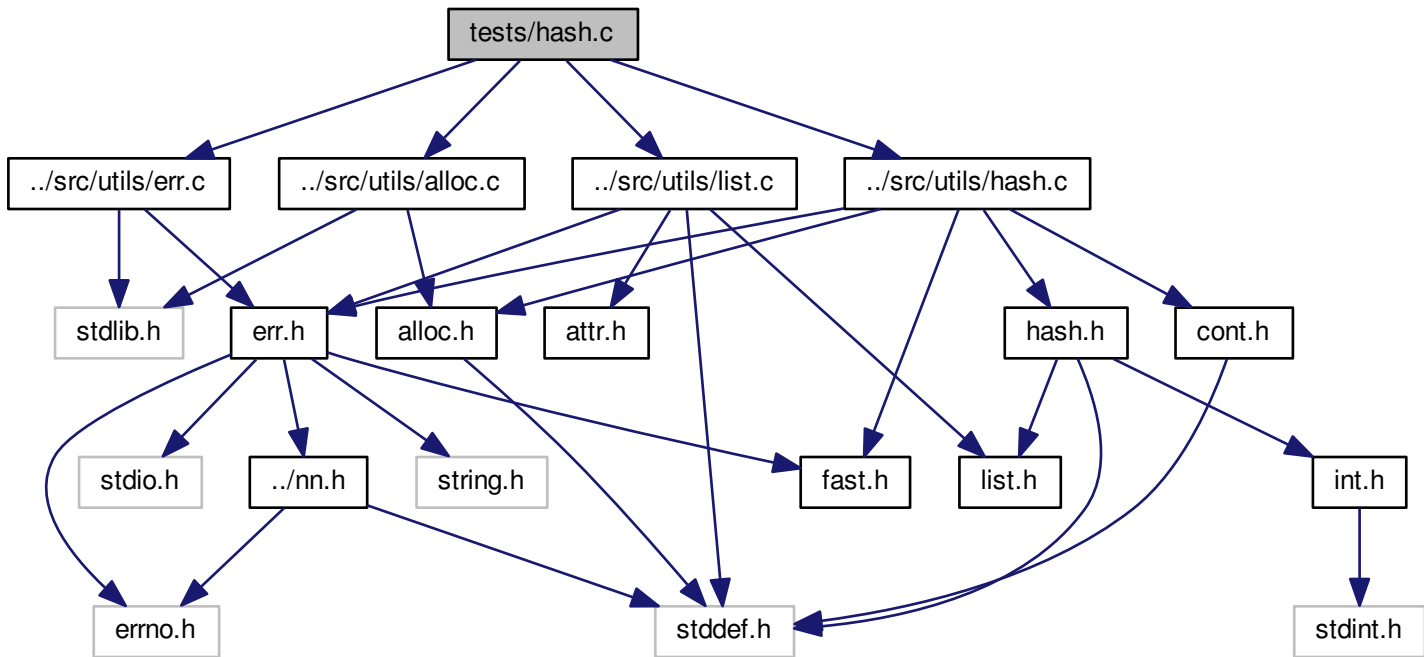 tests/hash.c
../src/utils/err.c
../src/utils/alloc.c
../src/utils/list.c
../src/utils/hash.c
stdlib.h
err.h
alloc.h
attr.h
hash.h
cont.h
stdio.h
../nn.h
string.h
fast.h
list.h
int.h
errno.h
stddef.h
stdint.h